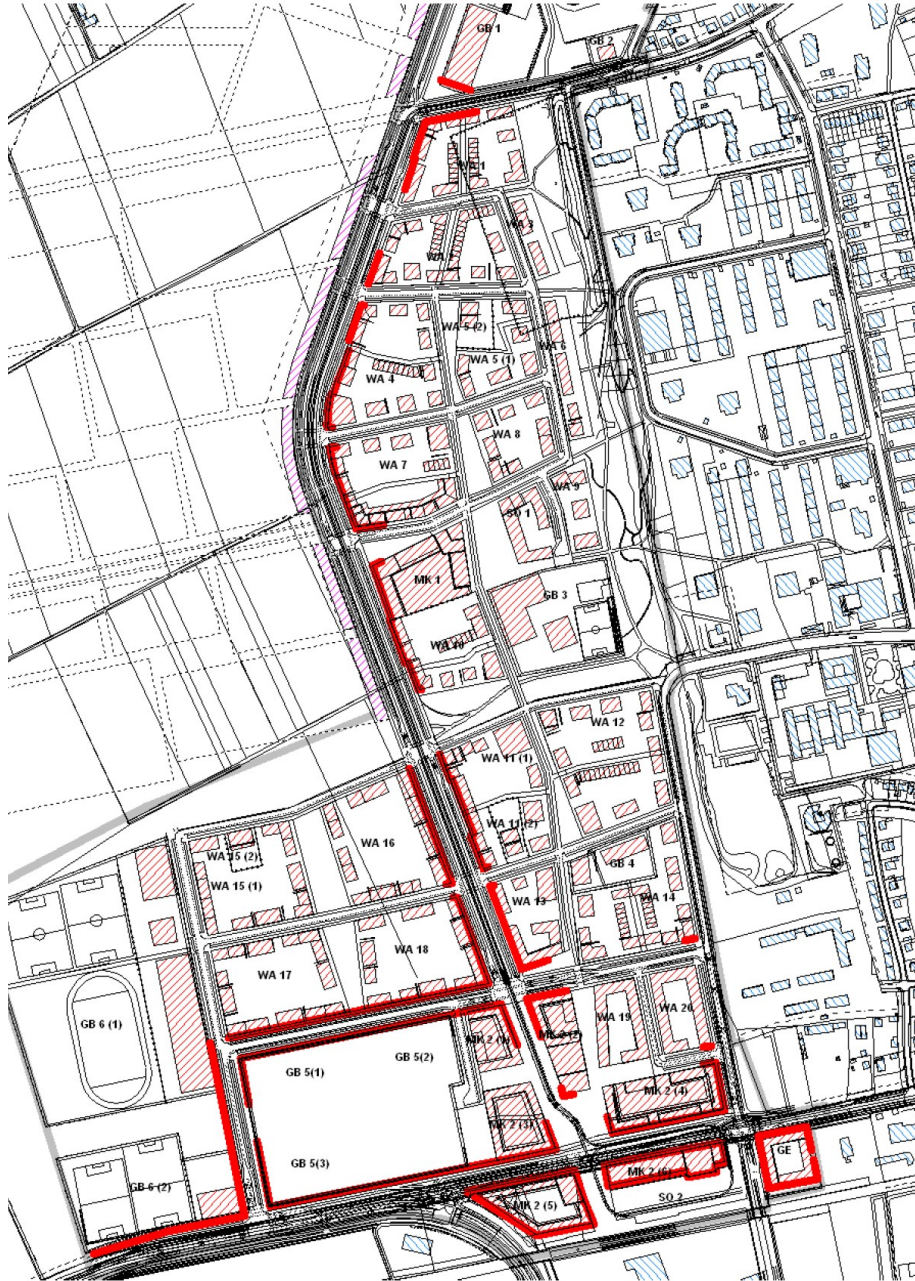 GB 1
GB 2
WA 1
WA 3
WA 2
WA 5 (2)
WA 6
WA 5 (1)
WA 4
WA 8
WA 7
WA 9
SO 1
MK 1
GB 3
WA 10
WA 12
WA 11 (1)
WA 11 (2)
WA 16
WA 15 (2)
GB 4
WA 15 (1)
WA 13
WA 14
WA 18
WA 17
WA 20
WA 19
GB 6 (1)
GB 5(2)
MK 2 (1)
MK 2 (2)
GB 5(1)
MK 2 (4)
MK 2 (3)
GE
GB 5(3)
MK 2 (6)
GB 6 (2)
SO 2
MK 2 (5)